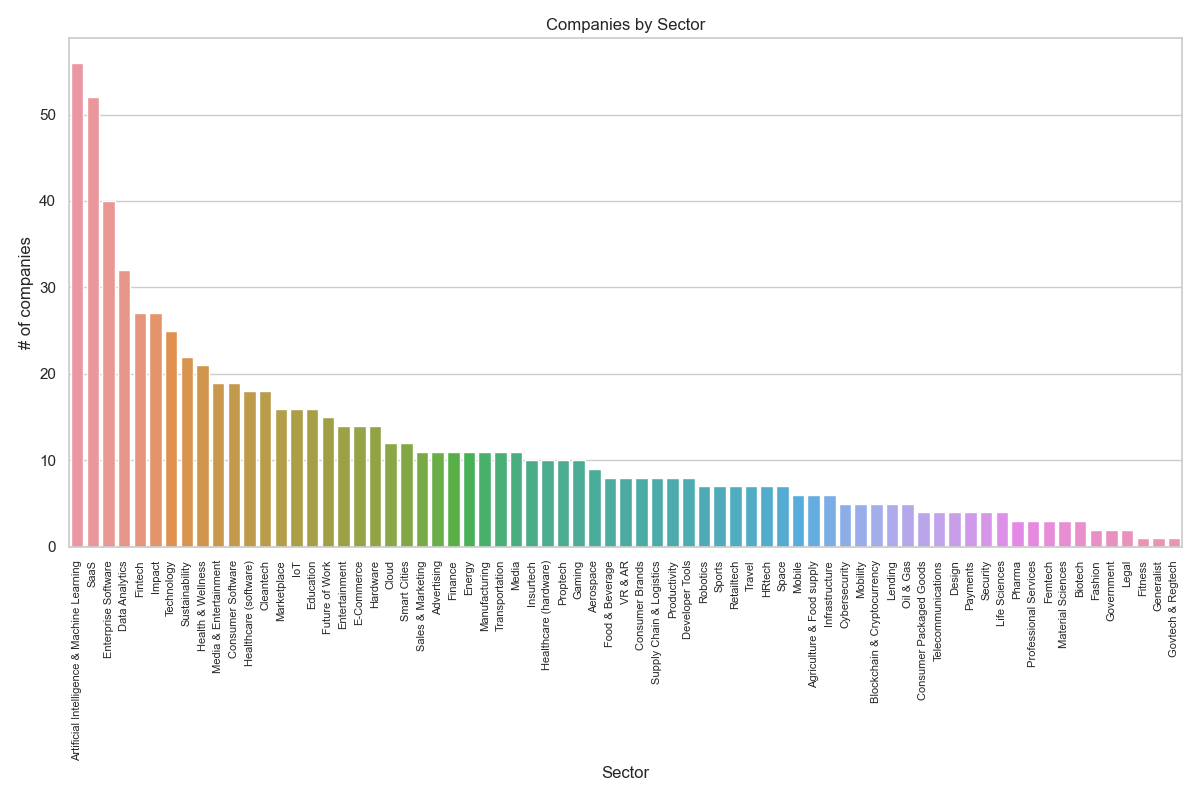 Companies by Sector
# of companies
50
40
30
20
10
0
Artificial Intelligence & Machine Learning
SaaS
Enterprise Software
Data Analytics
Fintech
Impact
Technology
Sustainability
Health & Wellness
Media & Entertainment
Consumer Software
Healthcare (software)
Cleantech
Marketplace
IoT
Education
Future of Work
Entertainment
E-Commerce
Hardware
Cloud
Smart Cities
Sales & Marketing
Advertising
Finance
Energy
Manufacturing
Transportation
Media
Insurtech
Healthcare (hardware)
Proptech
Gaming
Aerospace
Food & Beverage
VR & AR
Consumer Brands
Supply Chain & Logistics
Productivity
Developer Tools
Robotics
Sports
Retailtech
Travel
HRtech
Space
Mobile
Agriculture & Food supply
Infrastructure
Cybersecurity
Mobility
Blockchain & Cryptocurrency
Lending
Oil & Gas
Consumer Packaged Goods
Telecommunications
Design
Payments
Security
Life Sciences
Pharma
Professional Services
Femtech
Material Sciences
Biotech
Fashion
Government
Legal
Fitness
Generalist
Govtech & Regtech
Sector